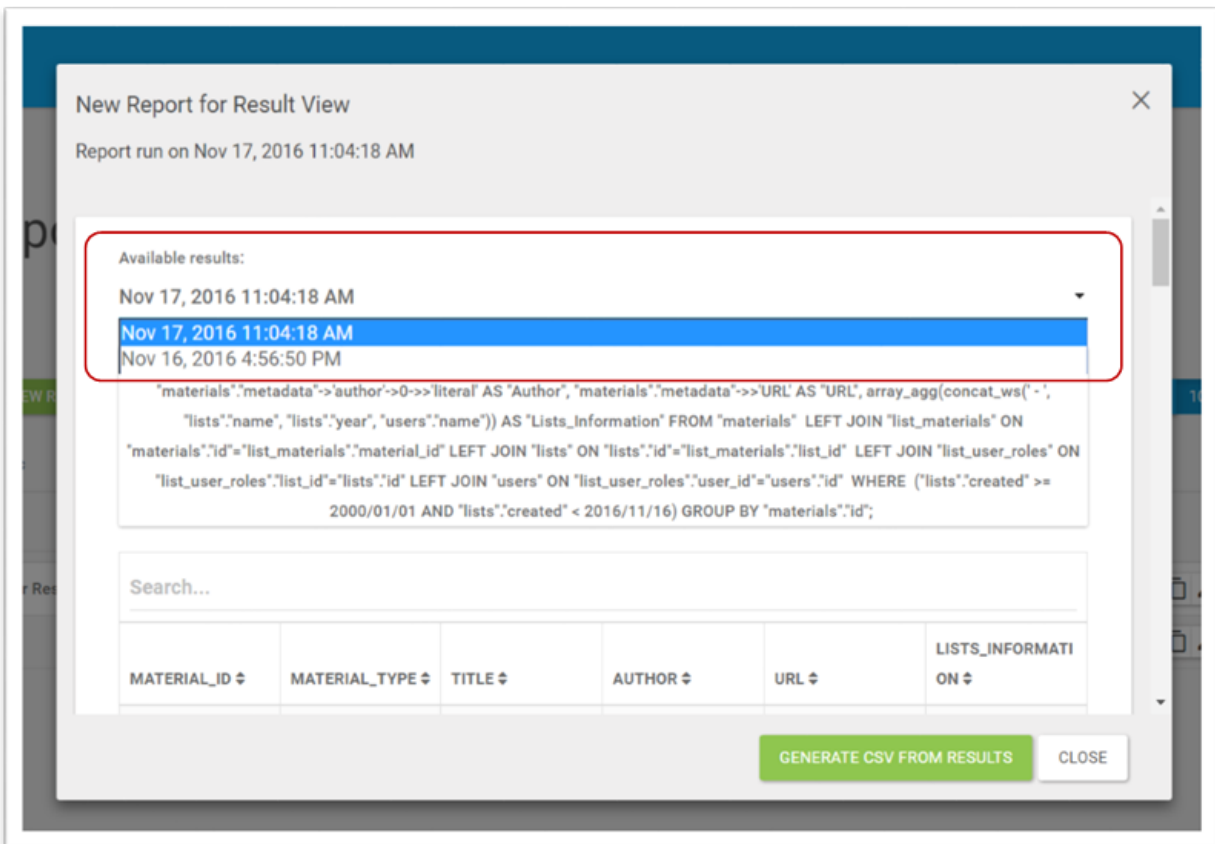 New Report for Result View
Report run on Nov 17, 2016 11:04:18 AM
Available results:
Nov 17, 2016 11:04:18 AM
Nov 17, 2016 11:04:18 AM
Nov 16, 2016 4:56:50 PM
"materials"."metadata"->'author'->0->>'literal' AS "Author", "materials"."metadata"->>'URL' AS "URL", array_agg(concat_ws(' - ',
"lists"."name", "lists"."year", "users"."name")) AS "Lists_Information" FROM "materials" LEFT JOIN "list_materials" ON
"materials"."id"="list_materials"."material_id" LEFT JOIN "lists" ON "lists"."id"="list_materials"."list_id" LEFT JOIN "list_user_roles" ON
"list_user_roles"."list_id"="lists"."id" LEFT JOIN "users" ON "list_user_roles"."user_id"="users"."id" WHERE ("lists"."created" >=
2000/01/01 AND "lists"."created" < 2016/11/16) GROUP BY "materials"."id";
Search...
MATERIAL_ID MATERIAL_TYPE TITLE AUTHOR URL LISTS_INFORMATI
ON
GENERATE CSV FROM RESULTS CLOSE